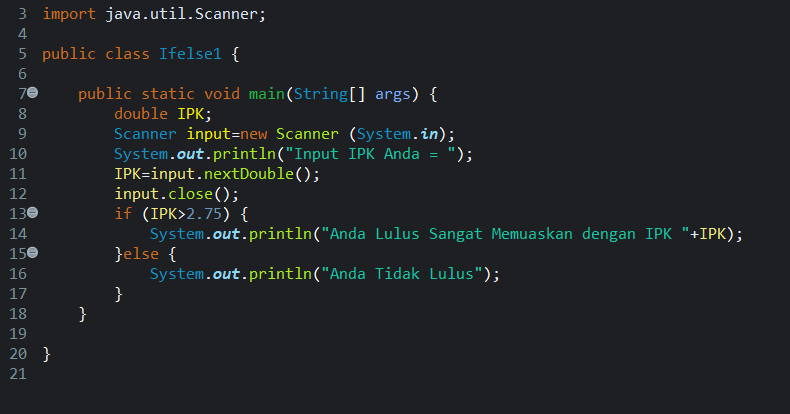 3 import java.util.Scanner;
4
5 public class Ifelse1 {
6
7 public static void main(String[] args) {
8 double IPK;
9 Scanner input=new Scanner (System.in);
10 System.out.println("Input IPK Anda = ");
11 IPK=input.nextDouble();
12 input.close();
13 if (IPK>2.75) {
14 System.out.println("Anda Lulus Sangat Memuaskan dengan IPK "+IPK);
15 }else {
16 System.out.println("Anda Tidak Lulus");
17 }
18 }
19
20 }
21